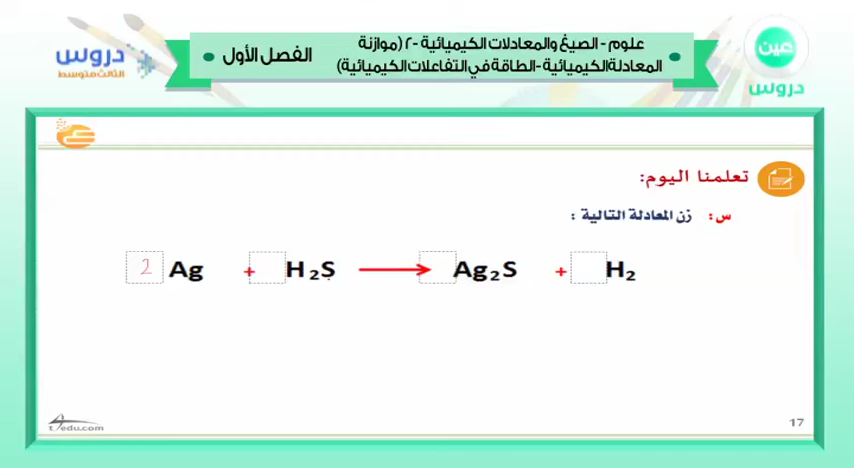 علوم - الصيغ والمعادلات الكيميائية -٢ (موازنة
المعادلة الكيميائية - الطاقة في التفاعلات الكيميائية)
الفصل الأول
عين
دروس
دروس
الثالث متوسط
تعلمنا اليوم:
س: زن المعادلة التالية :
2 Ag + H2S → Ag2S + H2
t4edu.com
17